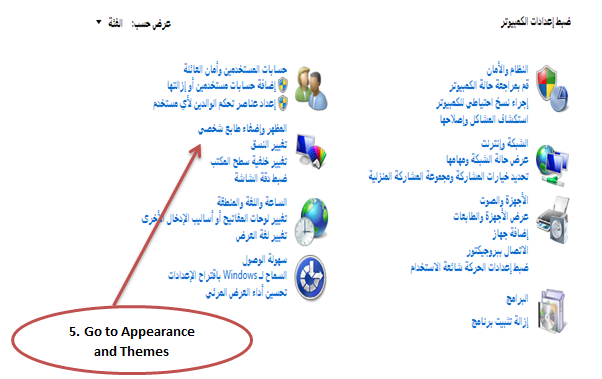 ضبط إعدادات الكمبيوتر
عرض حسب: الفئة
النظام والأمان
قم بمراجعة حالة الكمبيوتر
إجراء نسخ احتياطي للكمبيوتر
استكشاف المشاكل وإصلاحها
الشبكة وإنترنت
عرض حالة الشبكة ومهامها
تحديد خيارات المشاركة ومجموعة المشاركة المنزلية
الأجهزة والصوت
عرض الأجهزة والطابعات
إضافة جهاز
الاتصال ببروجيكتور
ضبط إعدادات الحركة شائعة الاستخدام
البرامج
إزالة تثبيت برنامج
حسابات المستخدمين وأمان العائلة
إضافة حسابات مستخدمين أو إزالتها
إعداد عناصر تحكم الوالدين لأي مستخدم
المظهر وإضفاء طابع شخصي
تغيير النسق
تغيير خلفية سطح المكتب
ضبط دقة الشاشة
الساعة واللغة والمنطقة
تغيير لوحات المفاتيح أو أساليب الإدخال الأخرى
تغيير لغة العرض
سهولة الوصول
السماح لـ Windows باقتراح الإعدادات
تحسين أداء العرض المرئي
5. Go to Appearance
and Themes